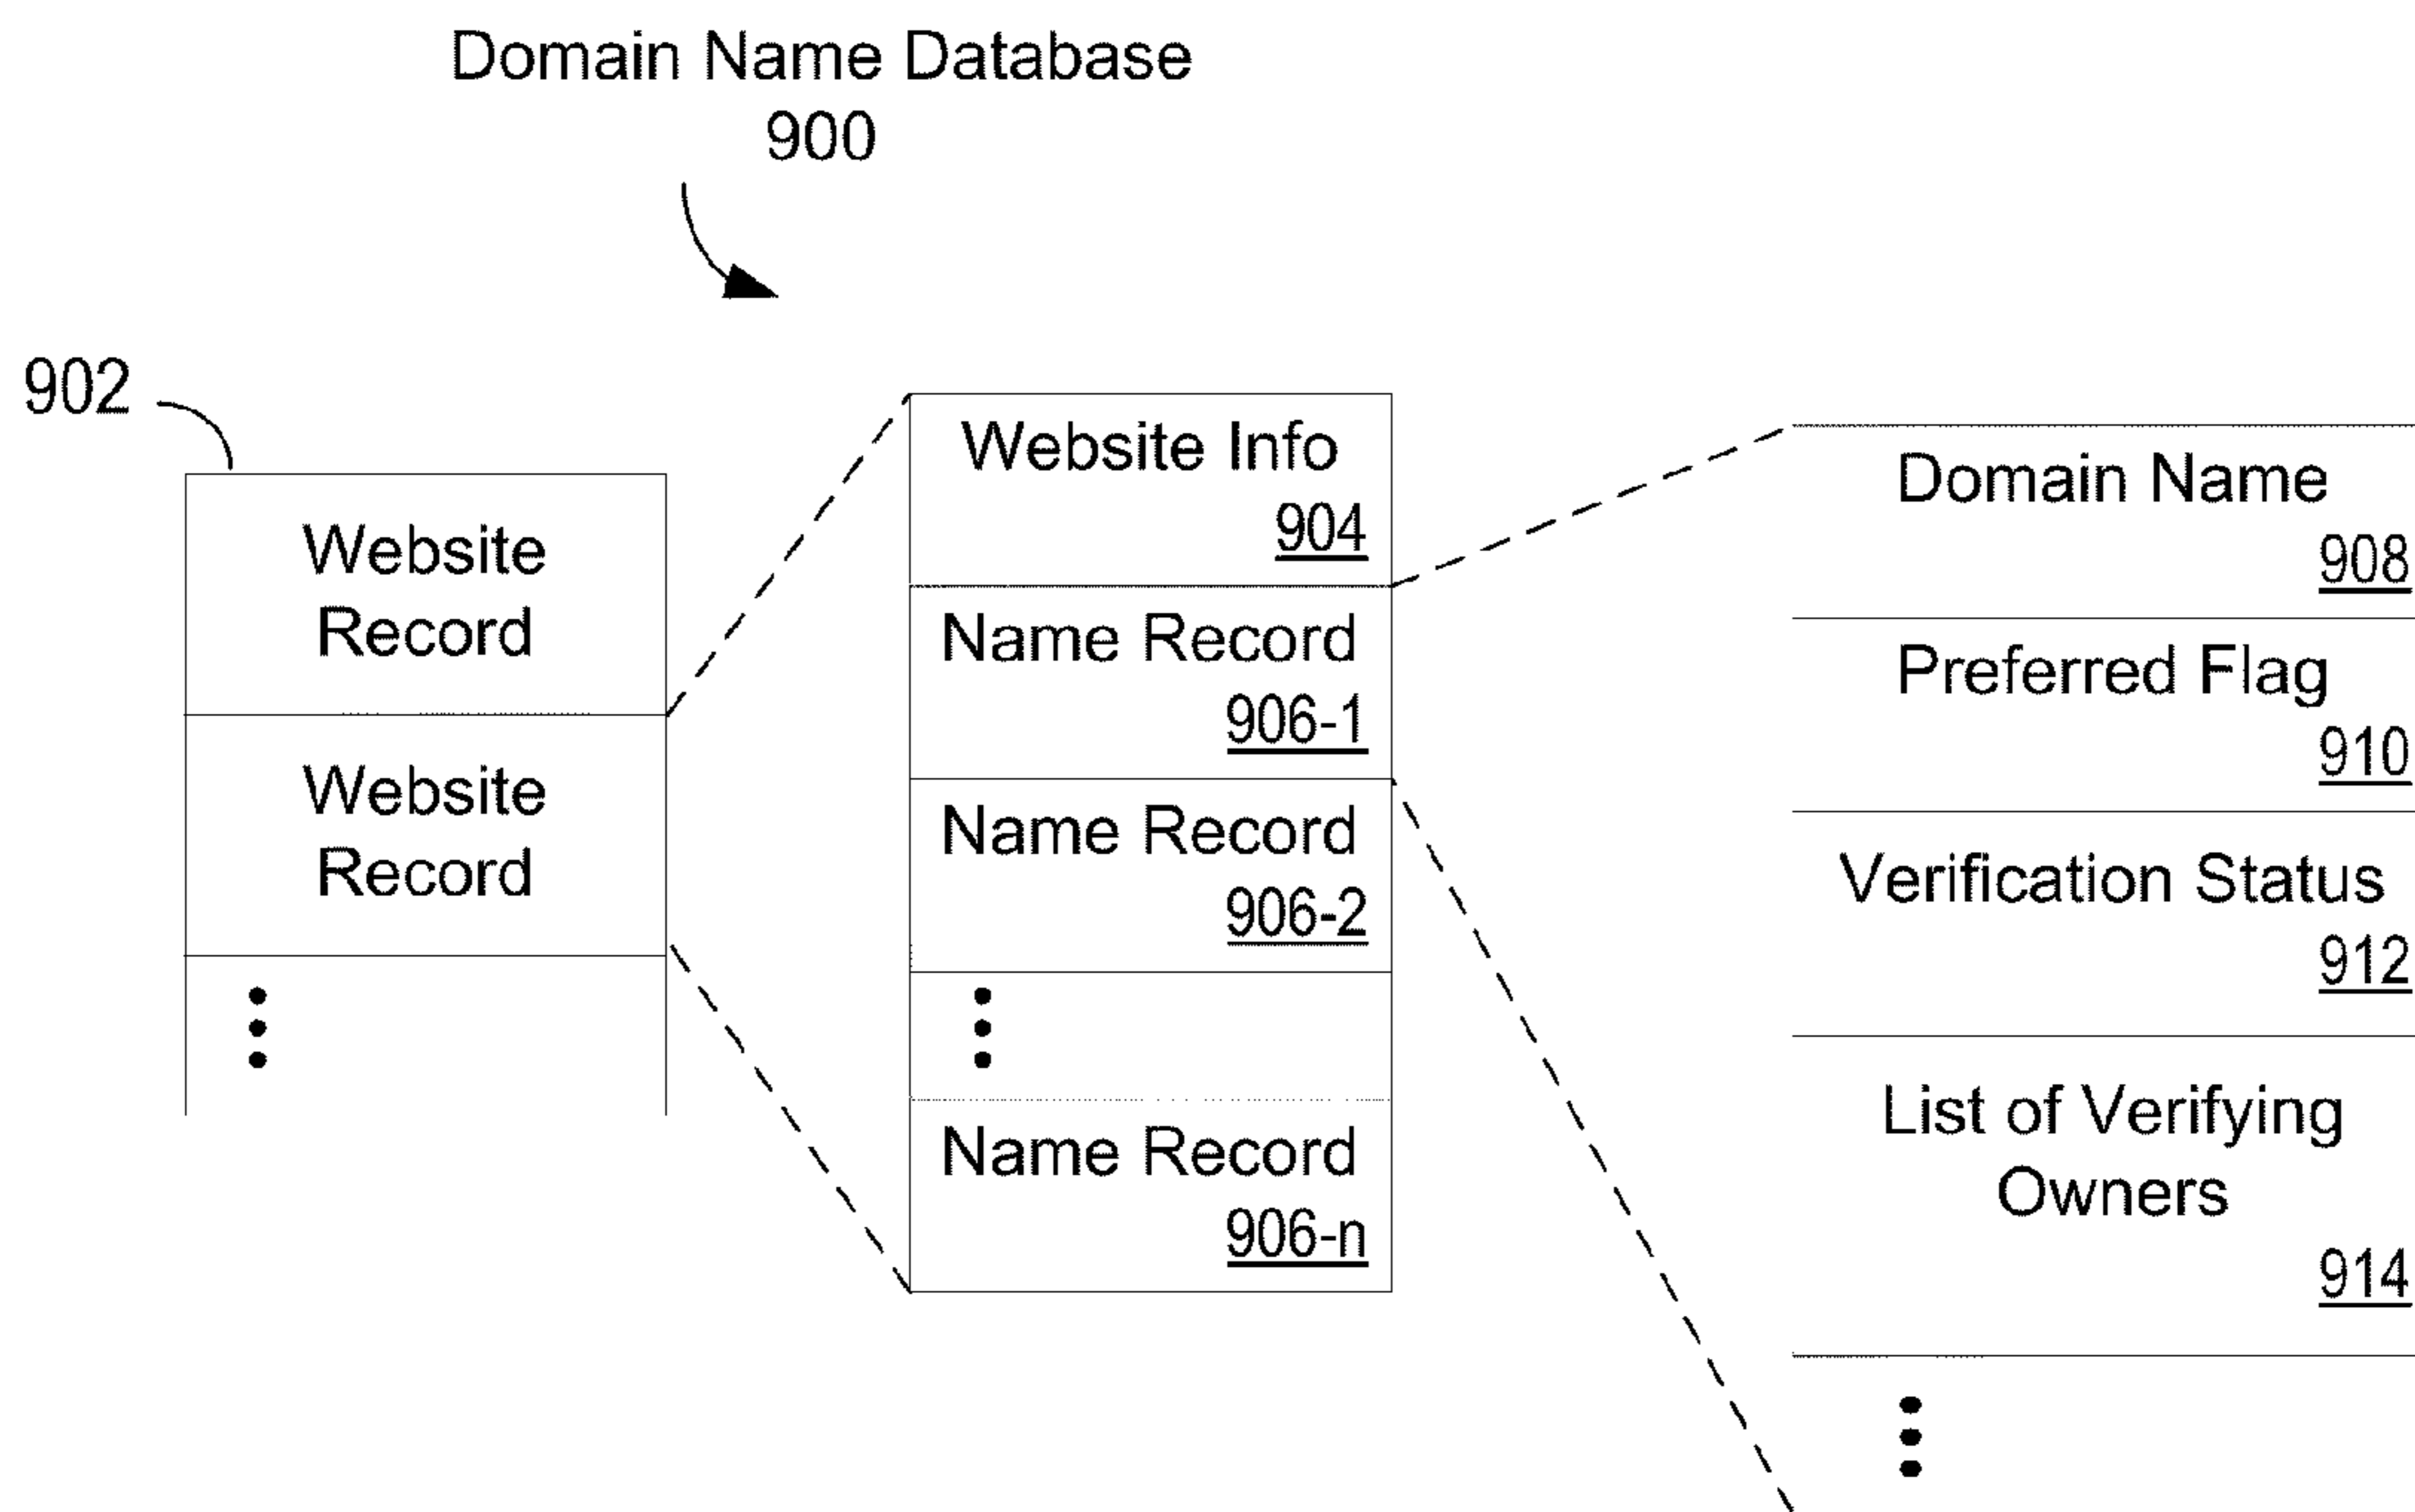 Domain Name Database
900
902
Website
Record
Website
Record
Website Info
904
Name Record
906-1
Name Record
906-2
Name Record
906-n
Domain Name
908
Preferred Flag
910
Verification Status
912
List of Verifying
Owners
914